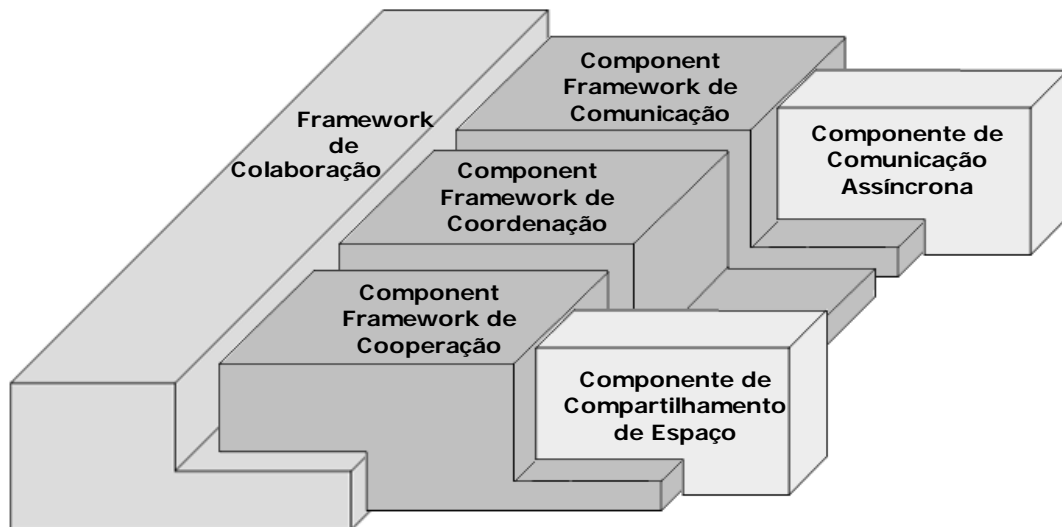 Framework
de
Colaboração
Component
Framework de
Comunicação
Componente de
Comunicação
Assíncrona
Component
Framework de
Coordenação
Component
Framework de
Cooperação
Componente de
Compartilhamento
de Espaço